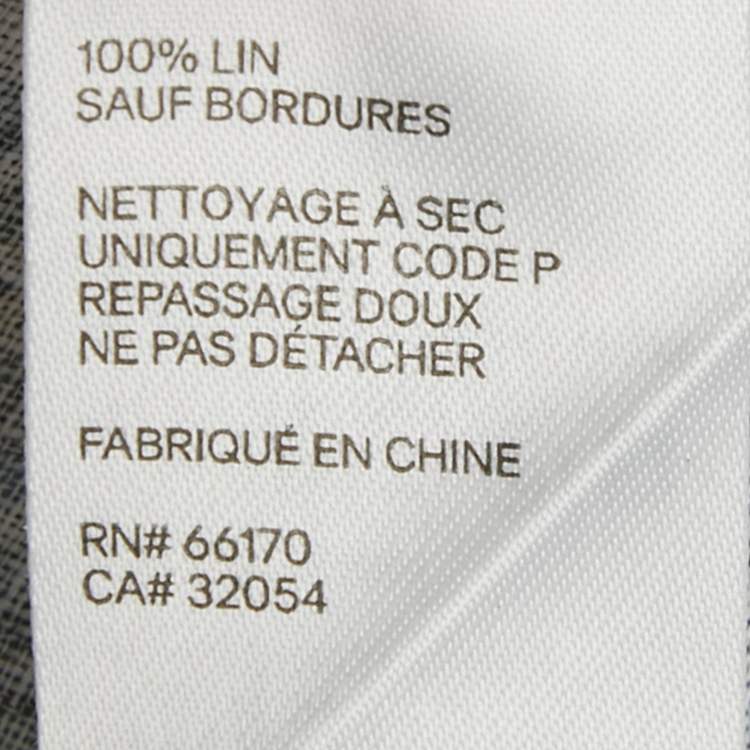 100% LIN
SAUF BORDURES
NETTOYAGE À SEC
UNIQUEMENT CODE P
REPASSAGE DOUX
NE PAS DÉTACHER
FABRIQUÉ EN CHINE
RN# 66170
CA# 32054